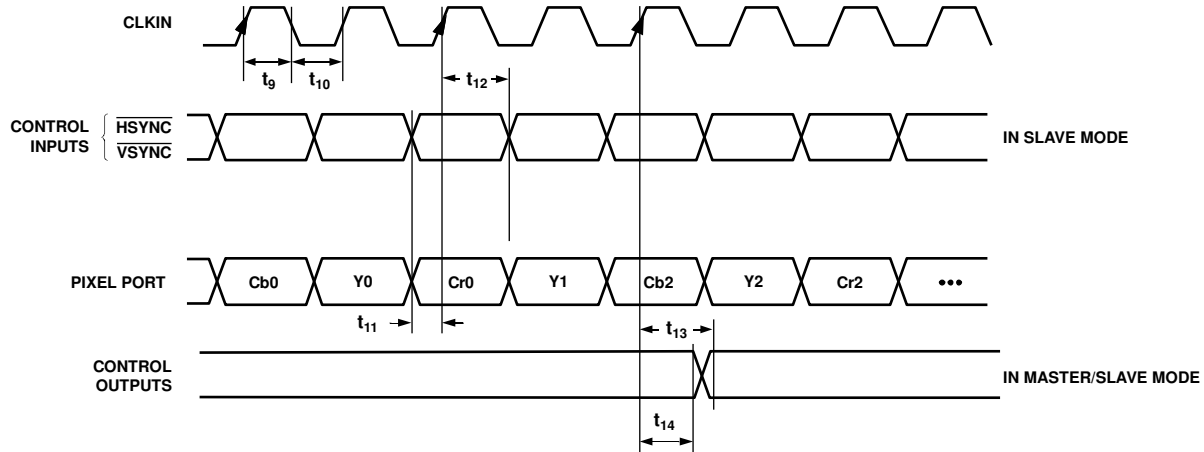 CLKIN
t9
t10
t12
CONTROL INPUTS
HSYNC
VSYNC
IN SLAVE MODE
PIXEL PORT
Cb0
Y0
Cr0
Y1
Cb2
Y2
Cr2
•••
t11
t13
CONTROL OUTPUTS
IN MASTER/SLAVE MODE
t14